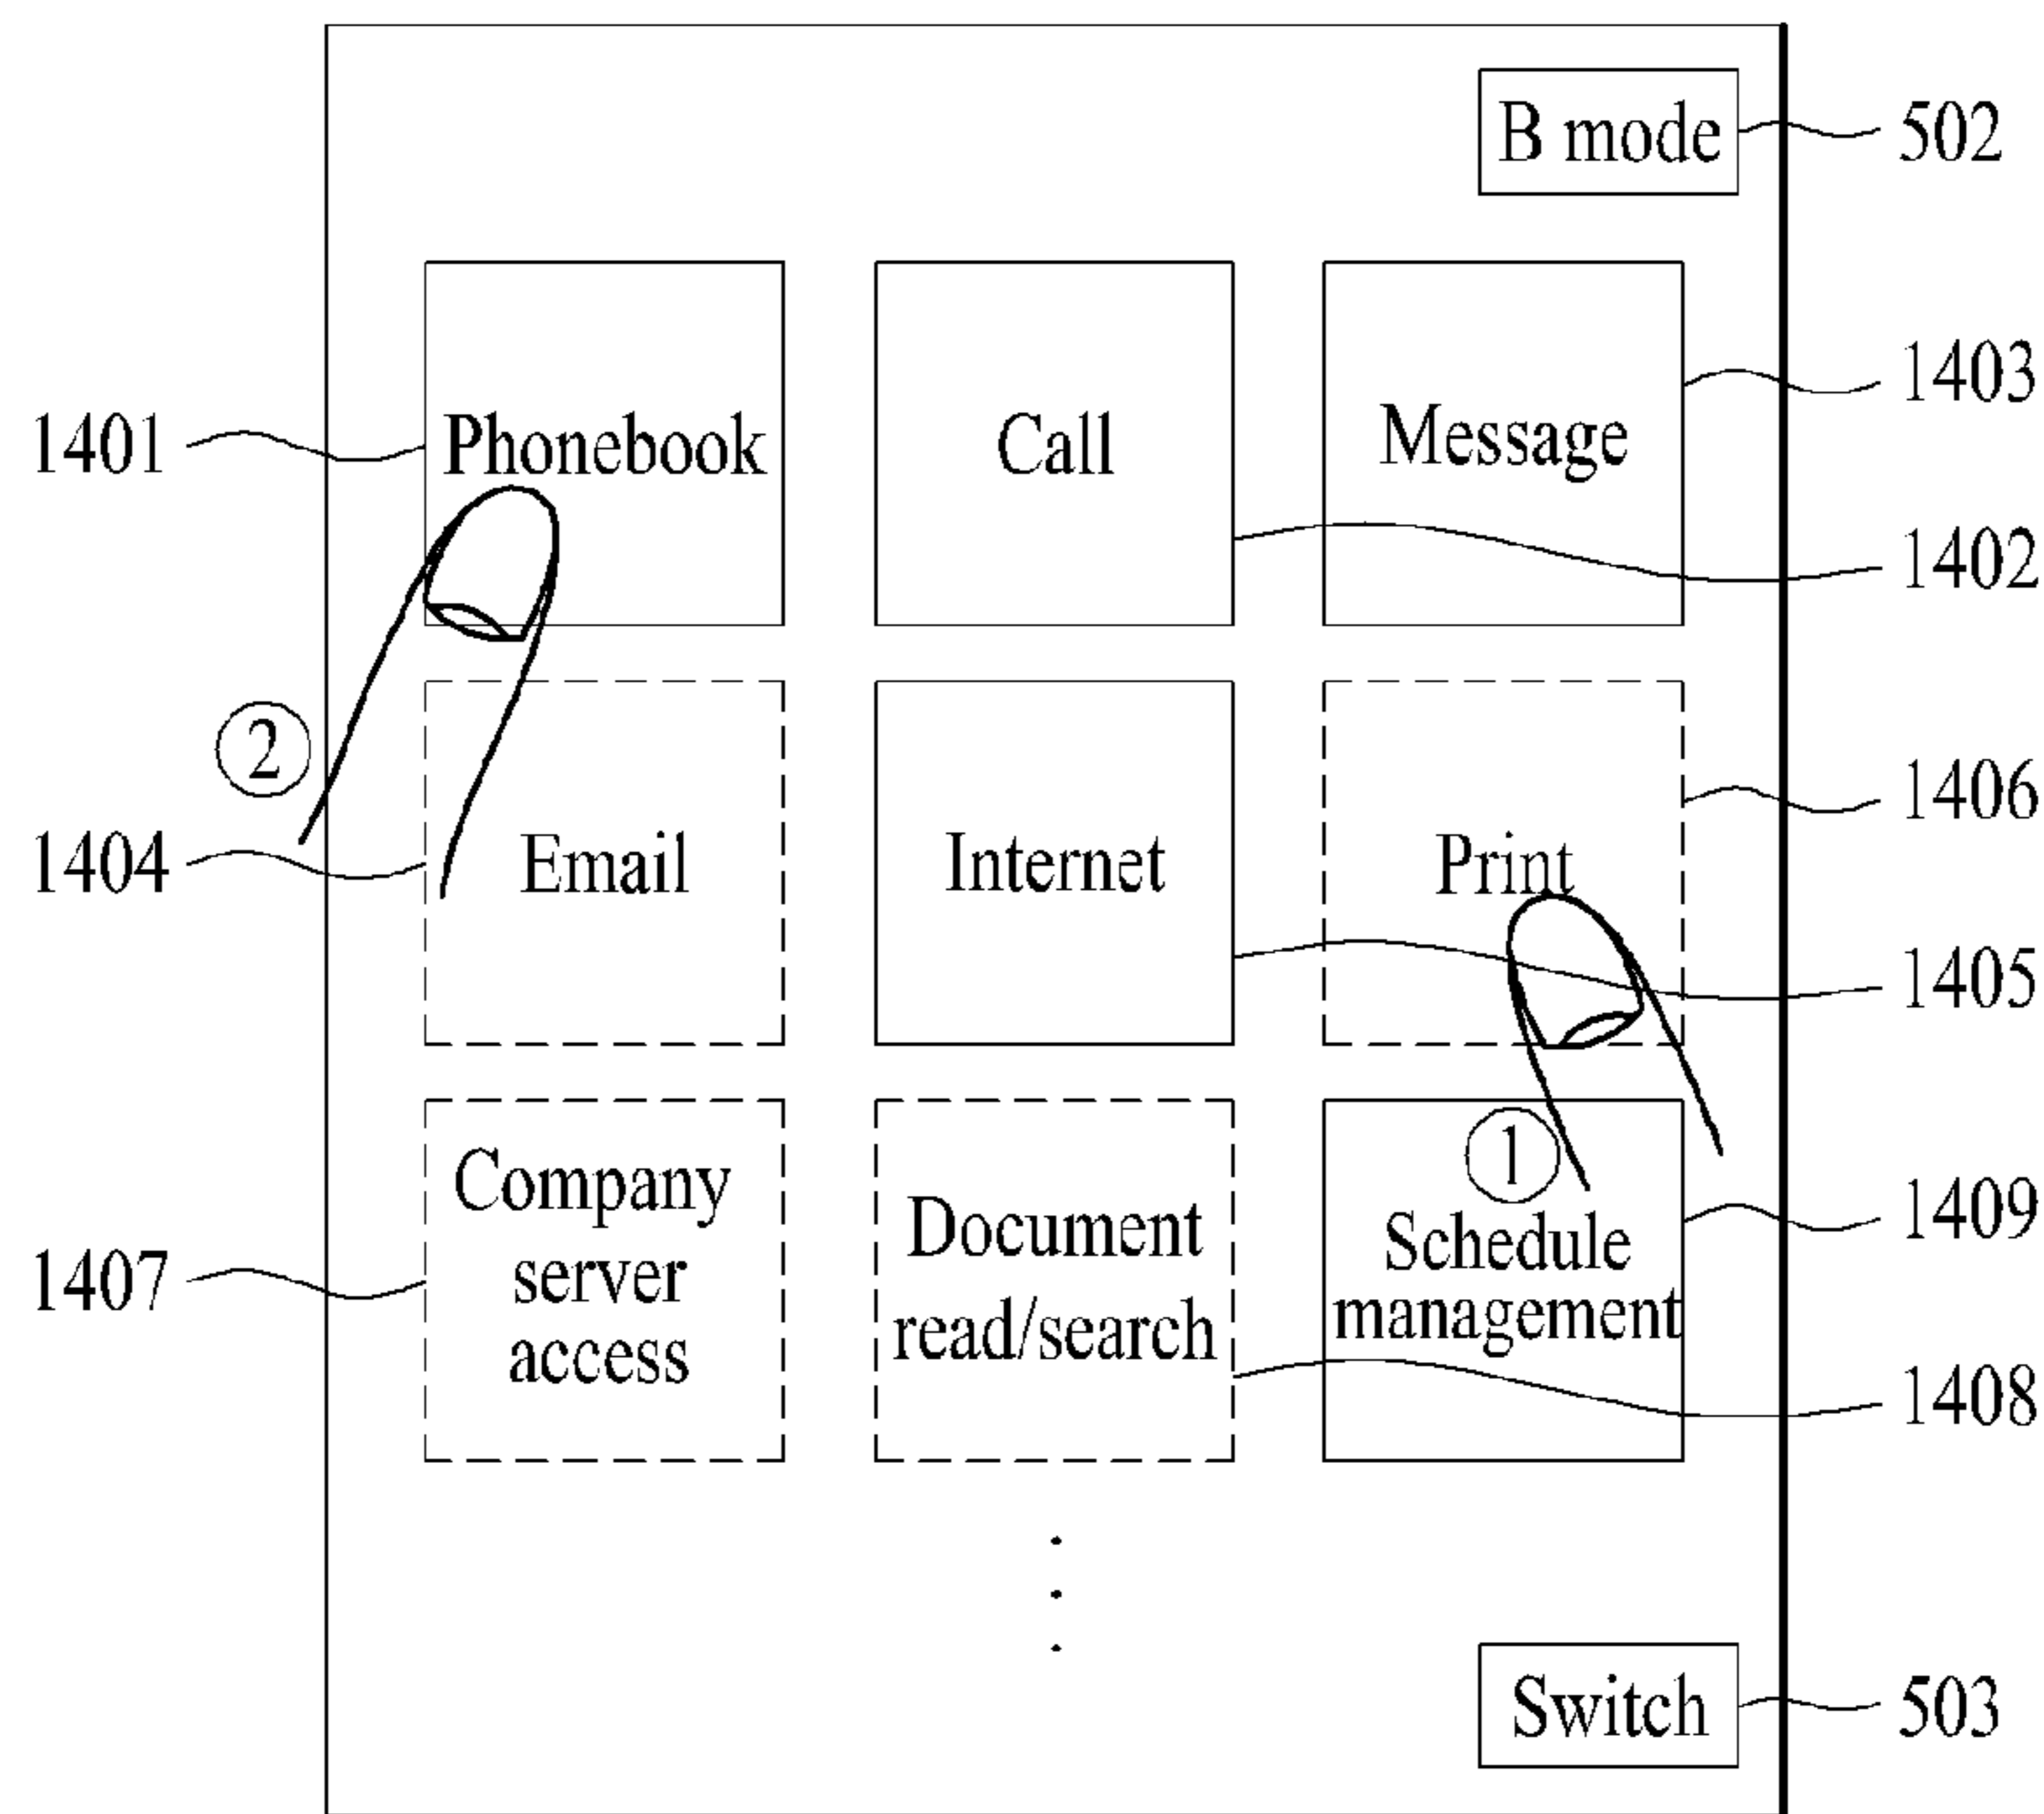 B mode
502
Phonebook
Call
Message
1401
1403
1402
②
Email
Internet
Print
1404
1406
1405
①
Company
server
access
Document
read/search
Schedule
management
1407
1409
1408
Switch
503